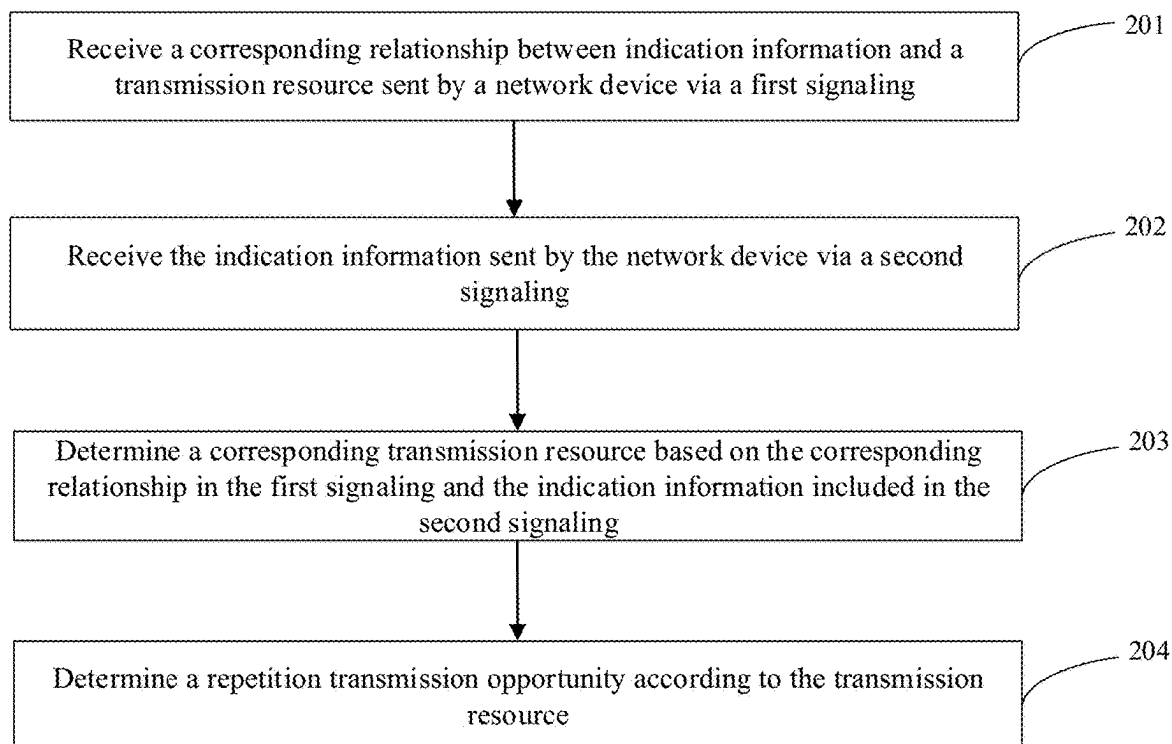 Receive a corresponding relationship between indication information and a
transmission resource sent by a network device via a first signaling
201
Receive the indication information sent by the network device via a second
signaling
202
Determine a corresponding transmission resource based on the corresponding
relationship in the first signaling and the indication information included in the
second signaling
203
Determine a repetition transmission opportunity according to the transmission
resource
204